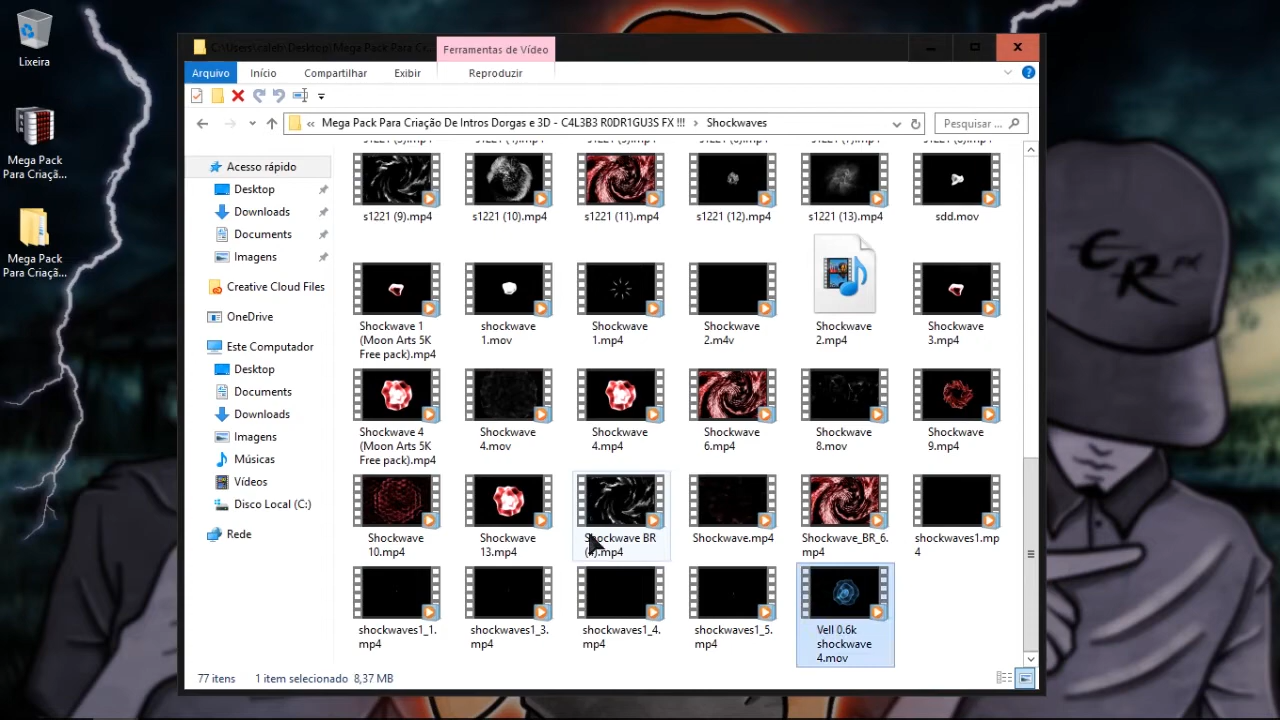 Lixeira
Mega Pack
Para Criaçã...
Mega Pack
Para Criaçã...
Ferramentas de Vídeo
Arquivo
Início
Compartilhar
Exibir
Reproduzir
« Mega Pack Para Criação De Intros Dorgas e 3D - C4L3B3 R0DR1GU3S FX !!! › Shockwaves
Pesquisar ...
Acesso rápido
Desktop
Downloads
Documents
Imagens
Creative Cloud Files
OneDrive
Este Computador
Desktop
Documents
Downloads
Imagens
Músicas
Vídeos
Disco Local (C:)
Rede
s1221 (9).mp4
s1221 (10).mp4
s1221 (11).mp4
s1221 (12).mp4
s1221 (13).mp4
sdd.mov
Shockwave 1
(Moon Arts 5K
Free pack).mp4
shockwave
1.mov
Shockwave
1.mp4
Shockwave
2.m4v
Shockwave
2.mp4
Shockwave
3.mp4
Shockwave 4
(Moon Arts 5K
Free pack).mp4
Shockwave
4.mov
Shockwave
4.mp4
Shockwave
6.mp4
Shockwave
8.mov
Shockwave
9.mp4
Shockwave
10.mp4
Shockwave
13.mp4
Shockwave BR
Shockwave.mp4
Shockwave_BR_6.
mp4
shockwaves1.mp
4
shockwaves1_1.
mp4
shockwaves1_3.
mp4
shockwaves1_4.
mp4
shockwaves1_5.
mp4
Vell 0.6k
shockwave
4.mov
77 itens
1 item selecionado 8,37 MB